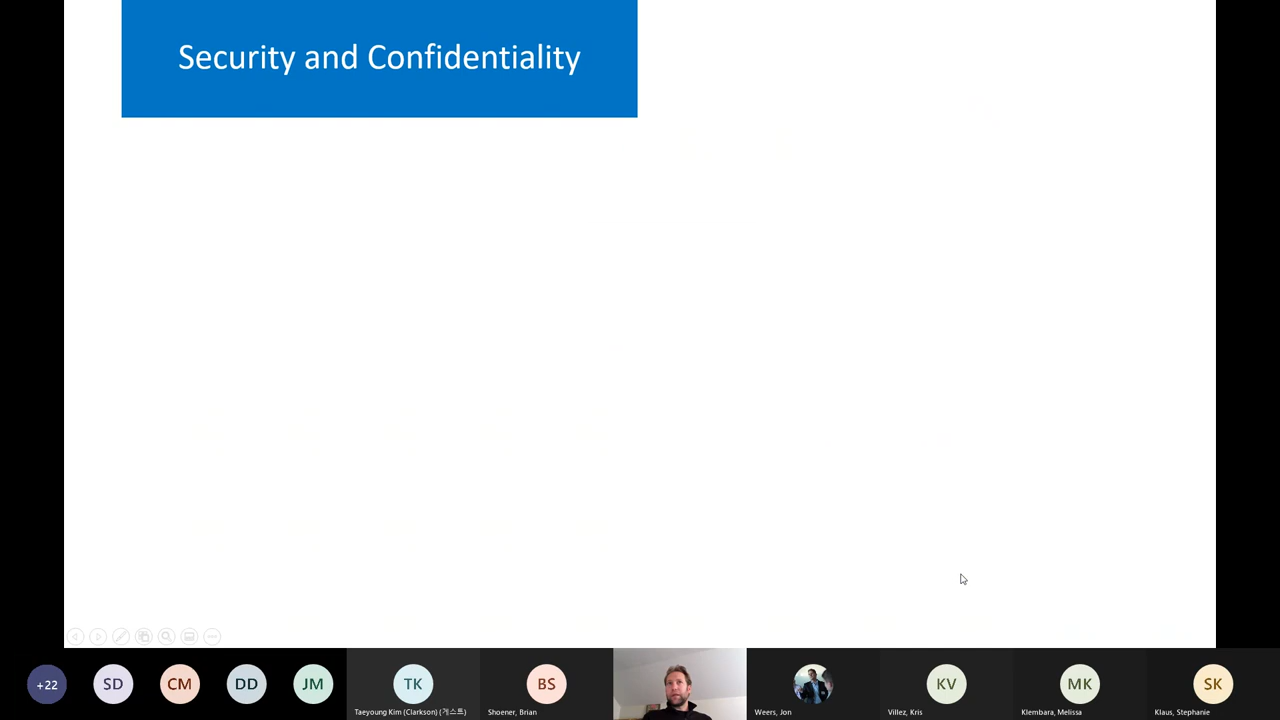 Security and Confidentiality
+22
SD
CM
DD
JM
TK
Taeyoung Kim (Clarkson) (게스트)
BS
Shoener, Brian
Weers, Jon
KV
Villez, Kris
MK
Klembara, Melissa
SK
Klaus, Stephanie